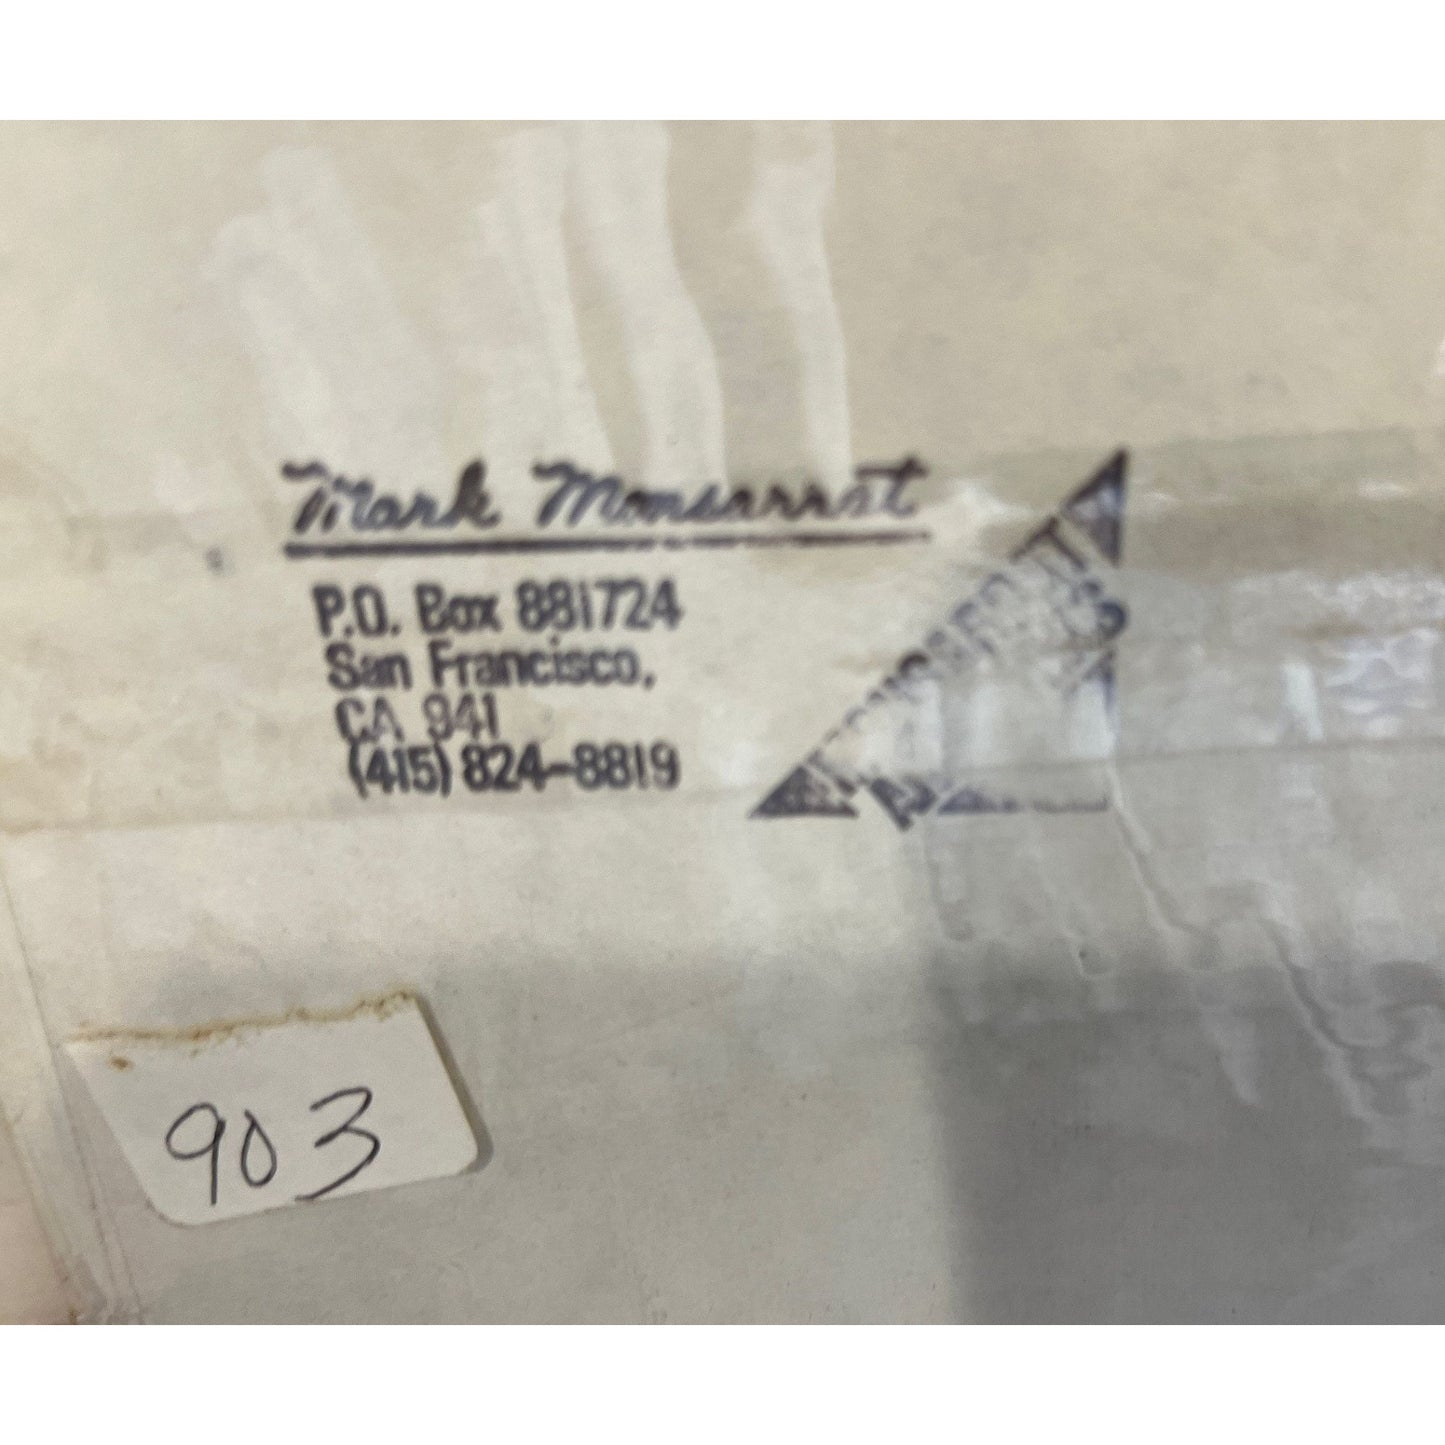 Mark Monsarrat
P.O. Box 881724
San Francisco,
CA 941
(415) 824-8819
903